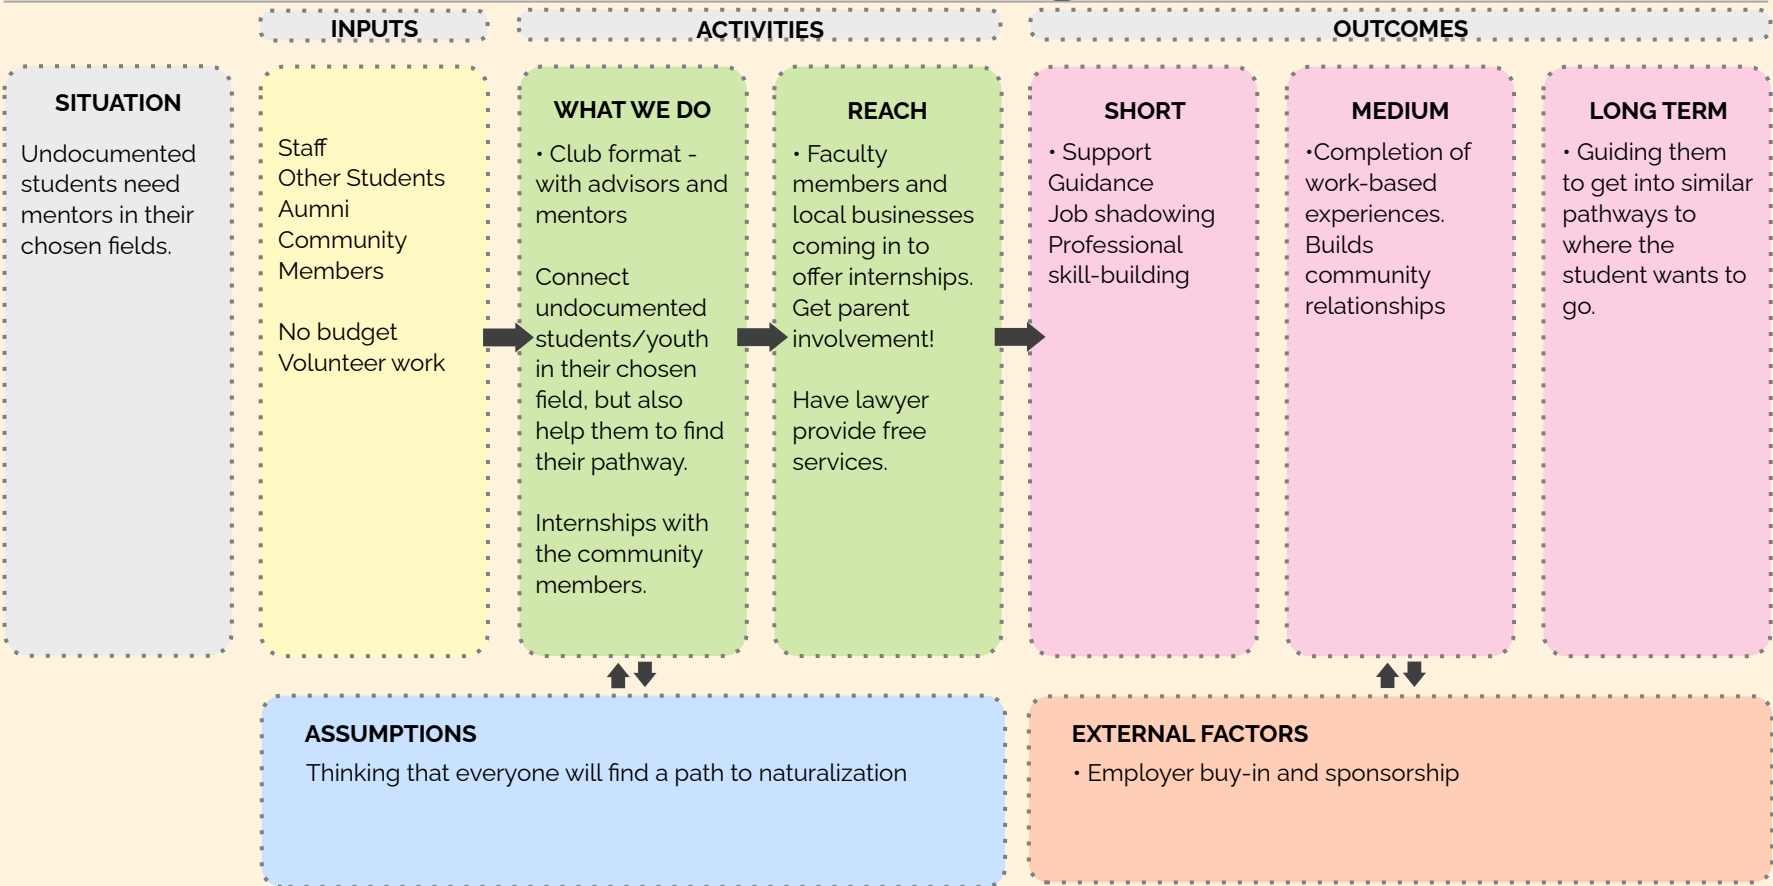 INPUTS
ACTIVITIES
OUTCOMES
SITUATION
Undocumented
students need
mentors in their
chosen fields.
Staff
Other Students
Aumni
Community
Members
No budget
Volunteer work
WHAT WE DO
• Club format -
with advisors and
mentors
Connect
undocumented
students/youth
in their chosen
field, but also
help them to find
their pathway.
Internships with
the community
members.
REACH
• Faculty
members and
local businesses
coming in to
offer internships.
Get parent
involvement!
Have lawyer
provide free
services.
SHORT
• Support
Guidance
Job shadowing
Professional
skill-building
MEDIUM
•Completion of
work-based
experiences.
Builds
community
relationships
LONG TERM
• Guiding them
to get into similar
pathways to
where the
student wants to
go.
ASSUMPTIONS
Thinking that everyone will find a path to naturalization
EXTERNAL FACTORS
• Employer buy-in and sponsorship